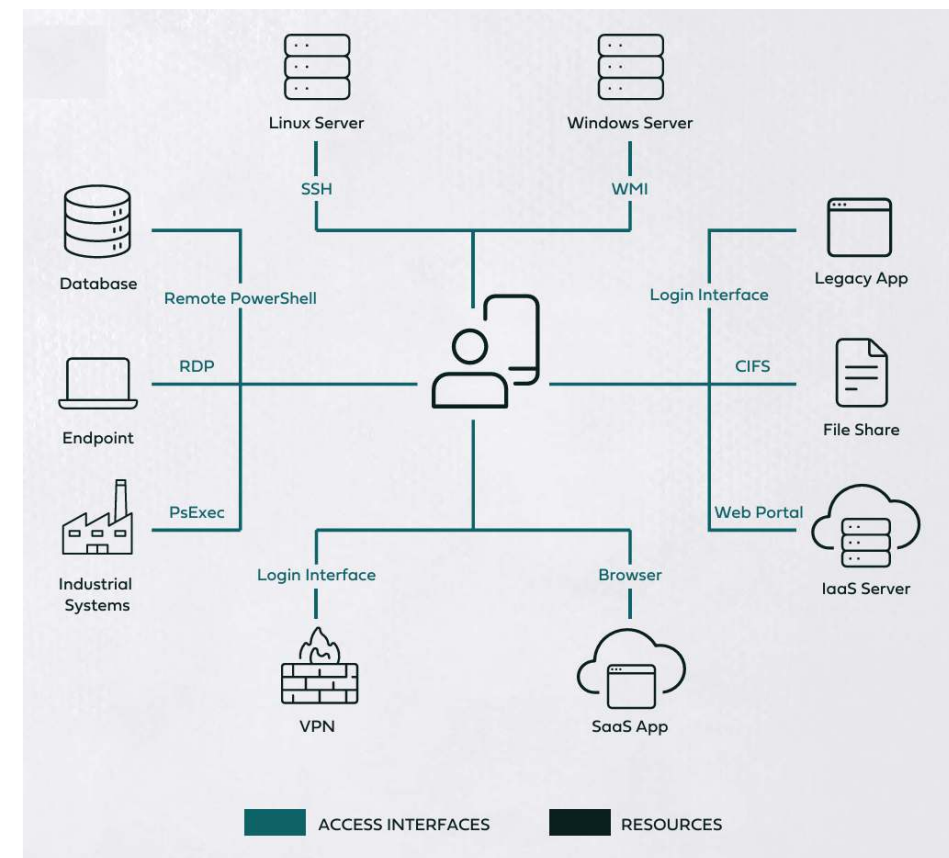 Linux Server
Windows Server
SSH
WMI
Database
Legacy App
Remote PowerShell
Login Interface
RDP
CIFS
Endpoint
File Share
PsExec
Web Portal
Industrial
Systems
IaaS Server
Login Interface
Browser
VPN
SaaS App
ACCESS INTERFACES
RESOURCES